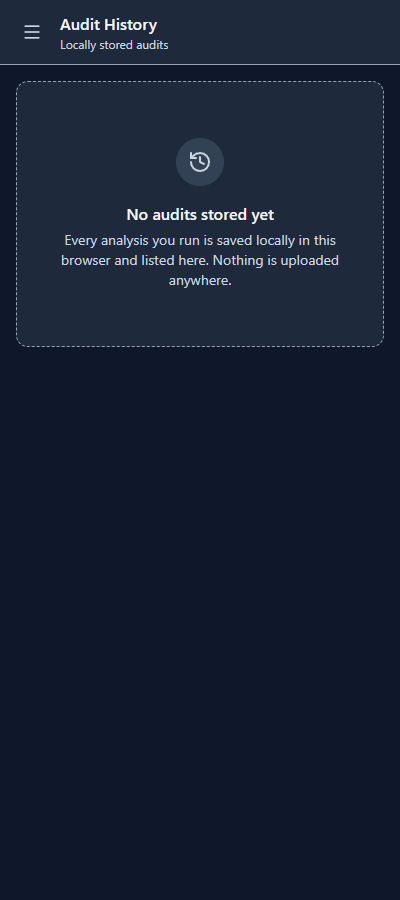 Audit History
Locally stored audits
No audits stored yet
Every analysis you run is saved locally in this
browser and listed here. Nothing is uploaded
anywhere.